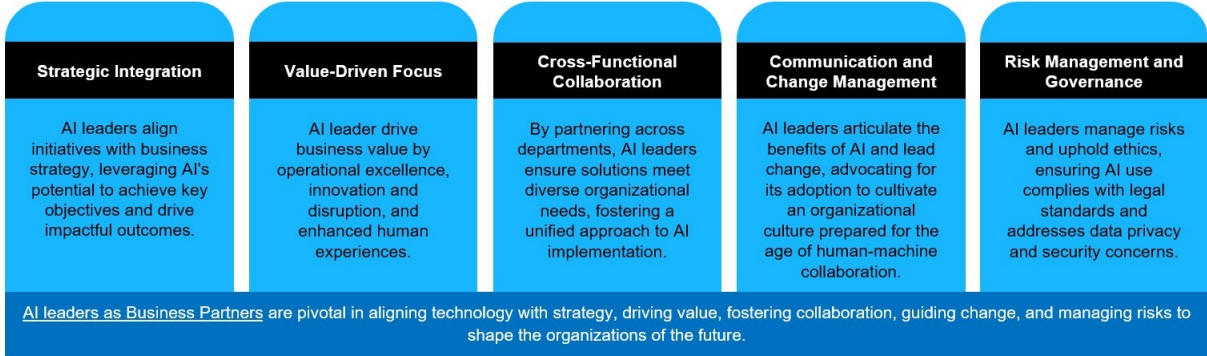 Strategic Integration
AI leaders align
initiatives with business
strategy, leveraging AI's
potential to achieve key
objectives and drive
impactful outcomes.
Value-Driven Focus
AI leader drive
business value by
operational excellence,
innovation and
disruption, and
enhanced human
experiences.
Cross-Functional
Collaboration
By partnering across
departments, AI leaders
ensure solutions meet
diverse organizational
needs, fostering a
unified approach to AI
implementation.
Communication and
Change Management
AI leaders articulate the
benefits of AI and lead
change, advocating for
its adoption to cultivate
an organizational
culture prepared for the
age of human-machine
collaboration.
Risk Management and
Governance
AI leaders manage risks
and uphold ethics,
ensuring AI use
complies with legal
standards and
addresses data privacy
and security concerns.
AI leaders as Business Partners are pivotal in aligning technology with strategy, driving value, fostering collaboration, guiding change, and managing risks to
shape the organizations of the future.